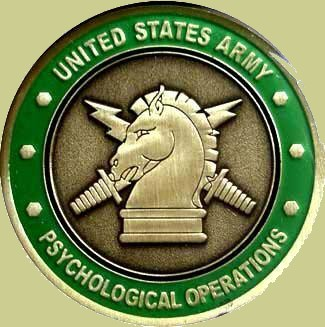 UNITED STATES ARMY
PSYCHOLOGICAL OPERATIONS